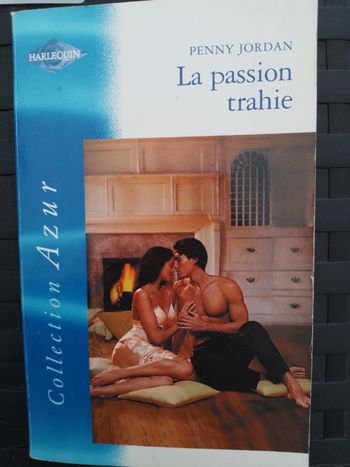 HARLEQUIN
PENNY JORDAN
La passion
trahie
Collection Azur